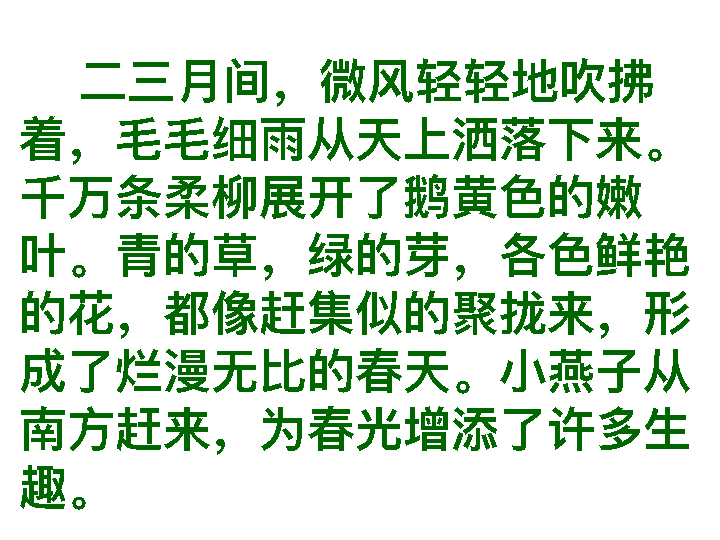 二三月间，微风轻轻地吹拂
着，毛毛细雨从天上洒落下来。
千万条柔柳展开了鹅黄色的嫩
叶。青的草，绿的芽，各色鲜艳
的花，都像赶集似的聚拢来，形
成了烂漫无比的春天。小燕子从
南方赶来，为春光增添了许多生
趣。